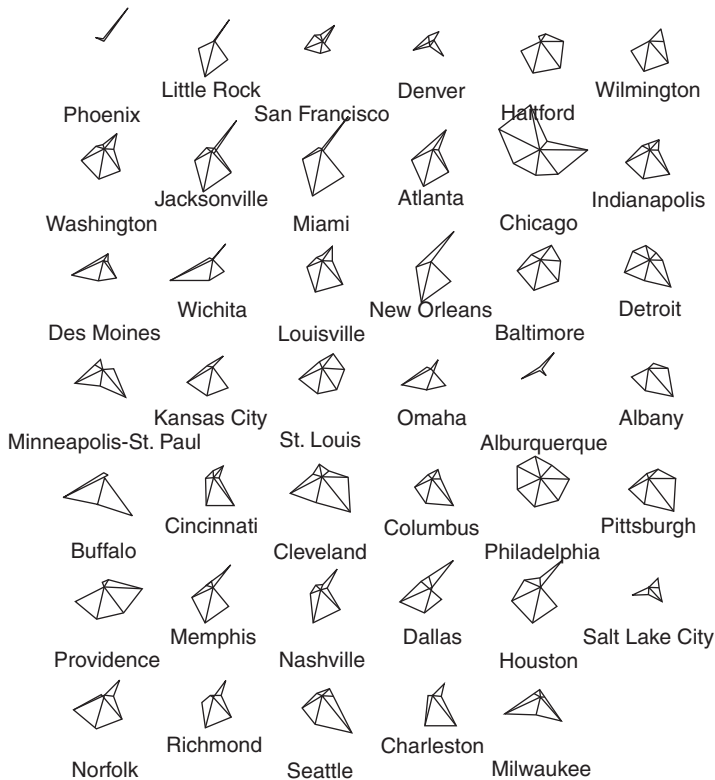 Phoenix
Little Rock
San Francisco
Denver
Hartford
Wilmington
Washington
Jacksonville
Miami
Atlanta
Chicago
Indianapolis
Des Moines
Wichita
Louisville
New Orleans
Baltimore
Detroit
Minneapolis-St. Paul
Kansas City
St. Louis
Omaha
Alburquerque
Albany
Buffalo
Cincinnati
Cleveland
Columbus
Philadelphia
Pittsburgh
Providence
Memphis
Nashville
Dallas
Houston
Salt Lake City
Norfolk
Richmond
Seattle
Charleston
Milwaukee